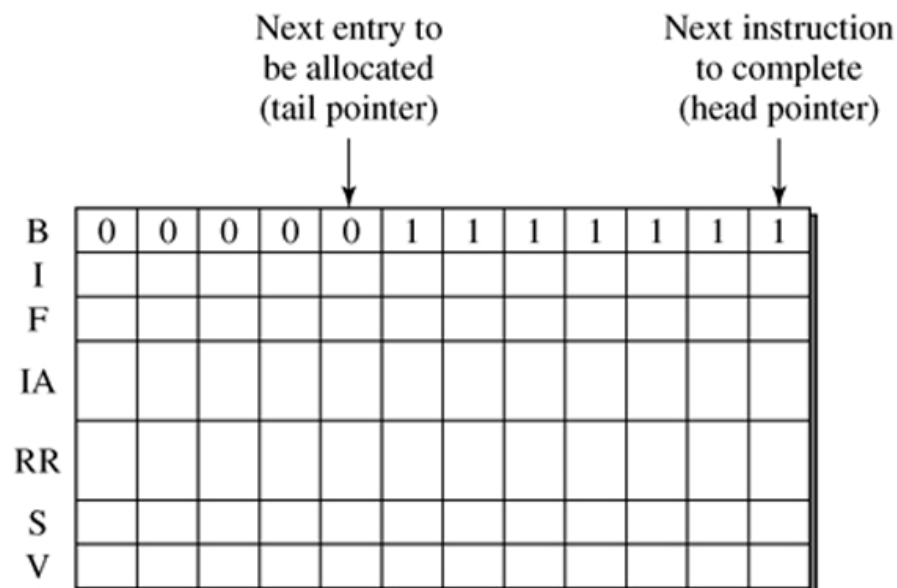 Next entry to
be allocated
(tail pointer)
Next instruction
to complete
(head pointer)
B 0 0 0 0 0 1 1 1 1 1 1 1
I
F
IA
RR
S
V